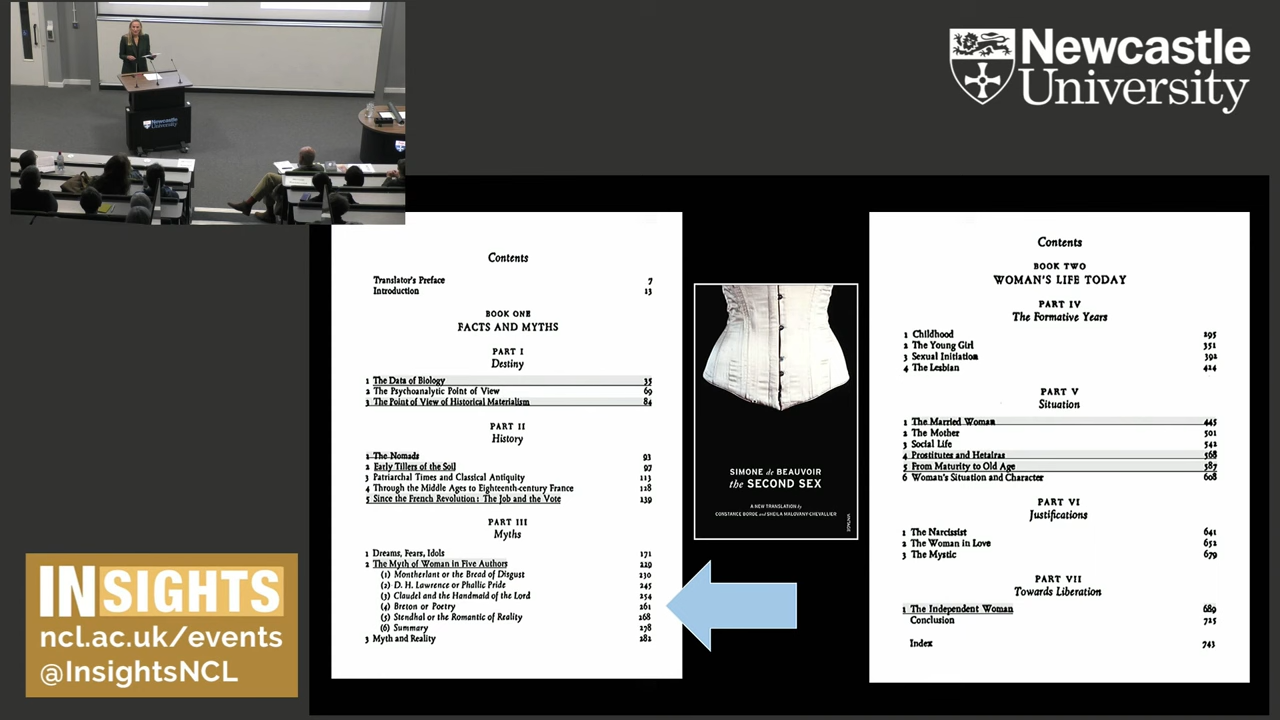 Newcastle
University
Newcastle
University
Contents
Translator's Preface 7
Introduction 13
BOOK ONE
FACTS AND MYTHS
PART I
Destiny
1 The Data of Biology 35
2 The Psychoanalytic Point of View 69
3 The Point of View of Historical Materialism 84
PART II
History
1 The Nomads 93
2 Early Tillers of the Soil 97
3 Patriarchal Times and Classical Antiquity 113
4 Through the Middle Ages to Eighteenth-century France 128
5 Since the French Revolution: The Job and the Vote 139
PART III
Myths
1 Dreams, Fears, Idols 171
2 The Myth of Woman in Five Authors 229
(1) Montherlant or the Bread of Disgust 230
(2) D. H. Lawrence or Phallic Pride 245
(3) Claudel and the Handmaid of the Lord 254
(4) Breton or Poetry 261
(5) Stendhal or the Romantic of Reality 268
(6) Summary 278
3 Myth and Reality 282
SIMONE de BEAUVOIR
the SECOND SEX
A NEW TRANSLATION by
CONSTANCE BORDE and SHEILA MALOVANY-CHEVALLIER
Contents
BOOK TWO
WOMAN'S LIFE TODAY
PART IV
The Formative Years
1 Childhood 295
2 The Young Girl 351
3 Sexual Initiation 392
4 The Lesbian 424
PART V
Situation
1 The Married Woman 445
2 The Mother 501
3 Social Life 542
4 Prostitutes and Hetairas 568
5 From Maturity to Old Age 587
6 Woman's Situation and Character 608
PART VI
Justifications
1 The Narcissist 641
2 The Woman in Love 652
3 The Mystic 679
PART VII
Towards Liberation
1 The Independent Woman 689
Conclusion 725
Index 743
INSIGHTS
ncl.ac.uk/events
@InsightsNCL